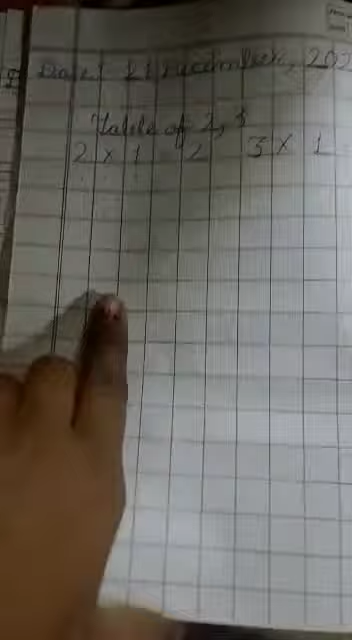 Date: 21 December, 202
Table of 2, 3
2 x 1 = 2 3 x 1